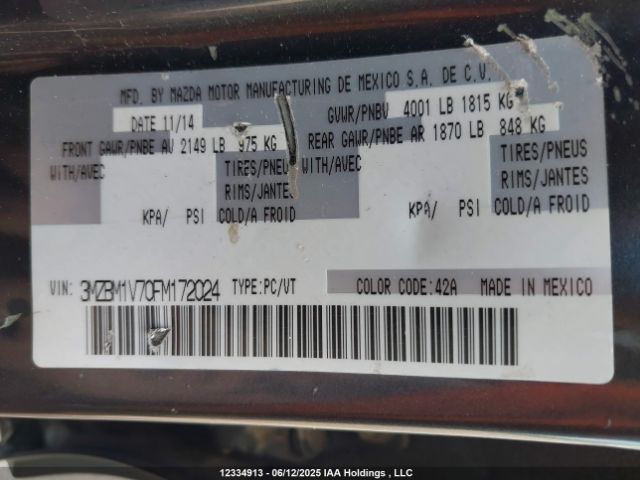 MFD. BY MAZDA MOTOR MANUFACTURING DE MEXICO S.A. DE C.V.
DATE 11/14 GVWR/PNBV 4001 LB 1815 KG
FRONT GAWR/PNBE AV 2149 LB 975 KG REAR GAWR/PNBE AR 1870 LB 848 KG
WITH/AVEC TIRES/PNEUS WITH/AVEC TIRES/PNEUS
RIMS/JANTES RIMS/JANTES
KPA/ PSI COLD/A FROID KPA/ PSI COLD/A FROID
VIN: 3MZBM1V70FM172024 TYPE:PC/VT COLOR CODE:42A MADE IN MEXICO
12334913 - 06/12/2025 IAA Holdings , LLC